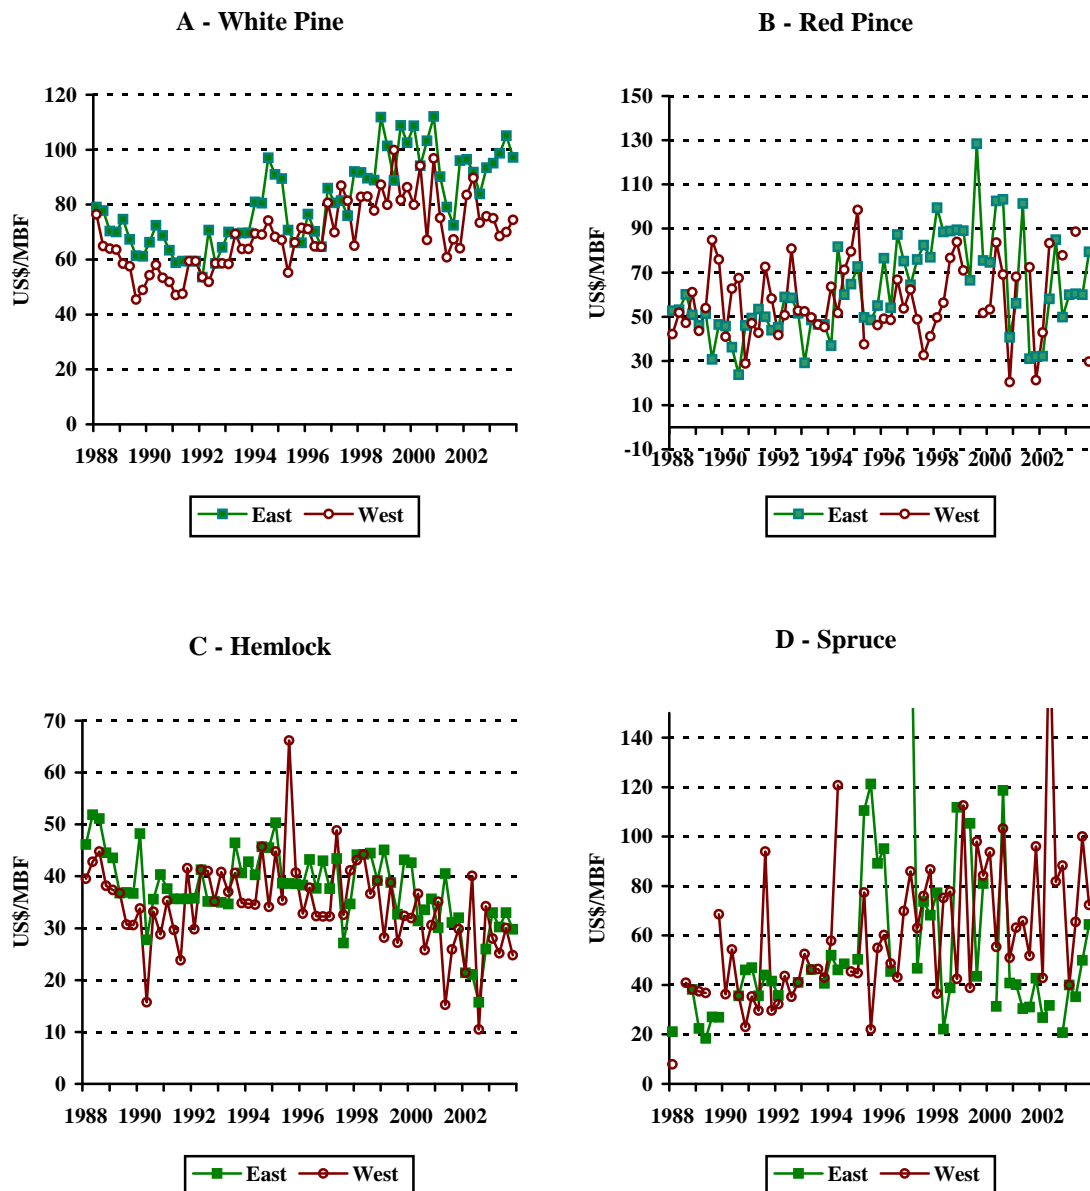 A - White Pine
120
100
80
60
40
20
0
US$/MBF
1988 1990 1992 1994 1996 1998 2000 2002
East West
B - Red Pince
150
130
110
90
70
50
30
10
-10
US$/MBF
1988 1990 1992 1994 1996 1998 2000 2002
East West
C - Hemlock
70
60
50
40
30
20
10
0
US$/MBF
1988 1990 1992 1994 1996 1998 2000 2002
East West
D - Spruce
140
120
100
80
60
40
20
0
US$/MBF
1988 1990 1992 1994 1996 1998 2000 2002
East West